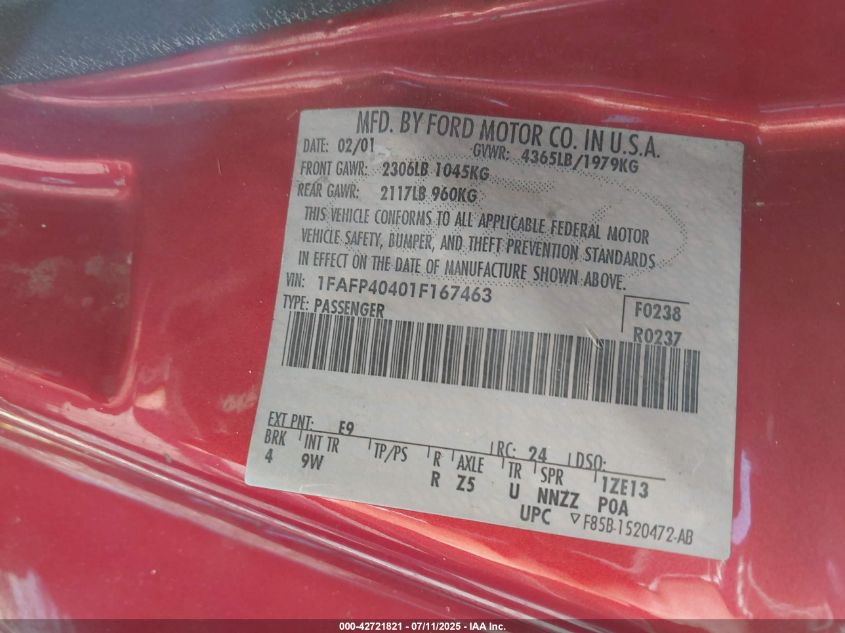 MFD. BY FORD MOTOR CO. IN U.S.A.
DATE: 02/01 GVWR: 4365LB/1979KG
FRONT GAWR: 2306LB 1045KG
REAR GAWR: 2117LB 960KG
THIS VEHICLE CONFORMS TO ALL APPLICABLE FEDERAL MOTOR
VEHICLE SAFETY, BUMPER, AND THEFT PREVENTION STANDARDS
IN EFFECT ON THE DATE OF MANUFACTURE SHOWN ABOVE.
VIN: 1FAFP40401F167463
TYPE: PASSENGER
F0238
R0237
EXT PNT: E9 RC: 24 DSO:
BRK INT TR TP/PS R AXLE TR SPR 1ZE13
4 9W R Z5 U NNZZ POA
UPC ▽F85B-1520472-AB
000-42721821 - 07/11/2025 - IAA Inc.